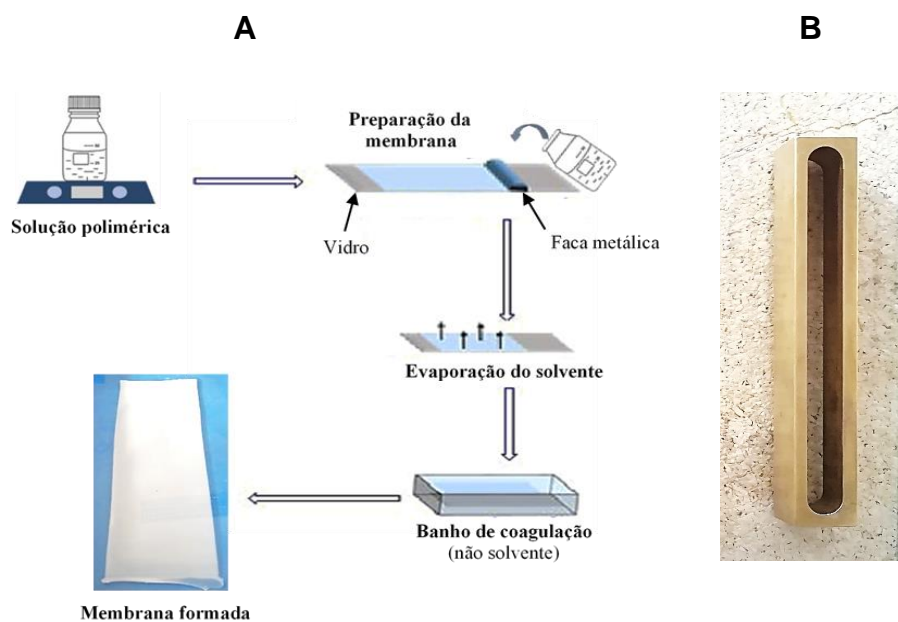 A
B
Preparação da
membrana
Solução polimérica
Vidro
Faca metálica
Evaporação do solvente
Banho de coagulação
(não solvente)
Membrana formada